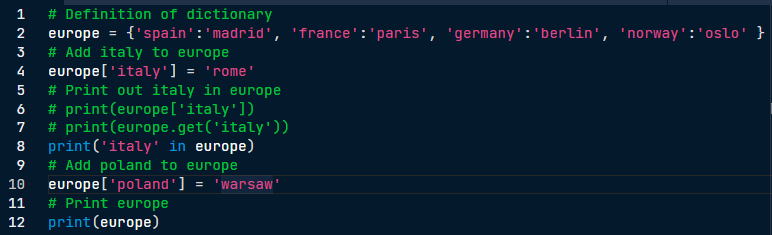 1 # Definition of dictionary
2 europe = {'spain':'madrid', 'france':'paris', 'germany':'berlin', 'norway':'oslo' }
3 # Add italy to europe
4 europe['italy'] = 'rome'
5 # Print out italy in europe
6 # print(europe['italy'])
7 # print(europe.get('italy'))
8 print('italy' in europe)
9 # Add poland to europe
10 europe['poland'] = 'warsaw'
11 # Print europe
12 print(europe)